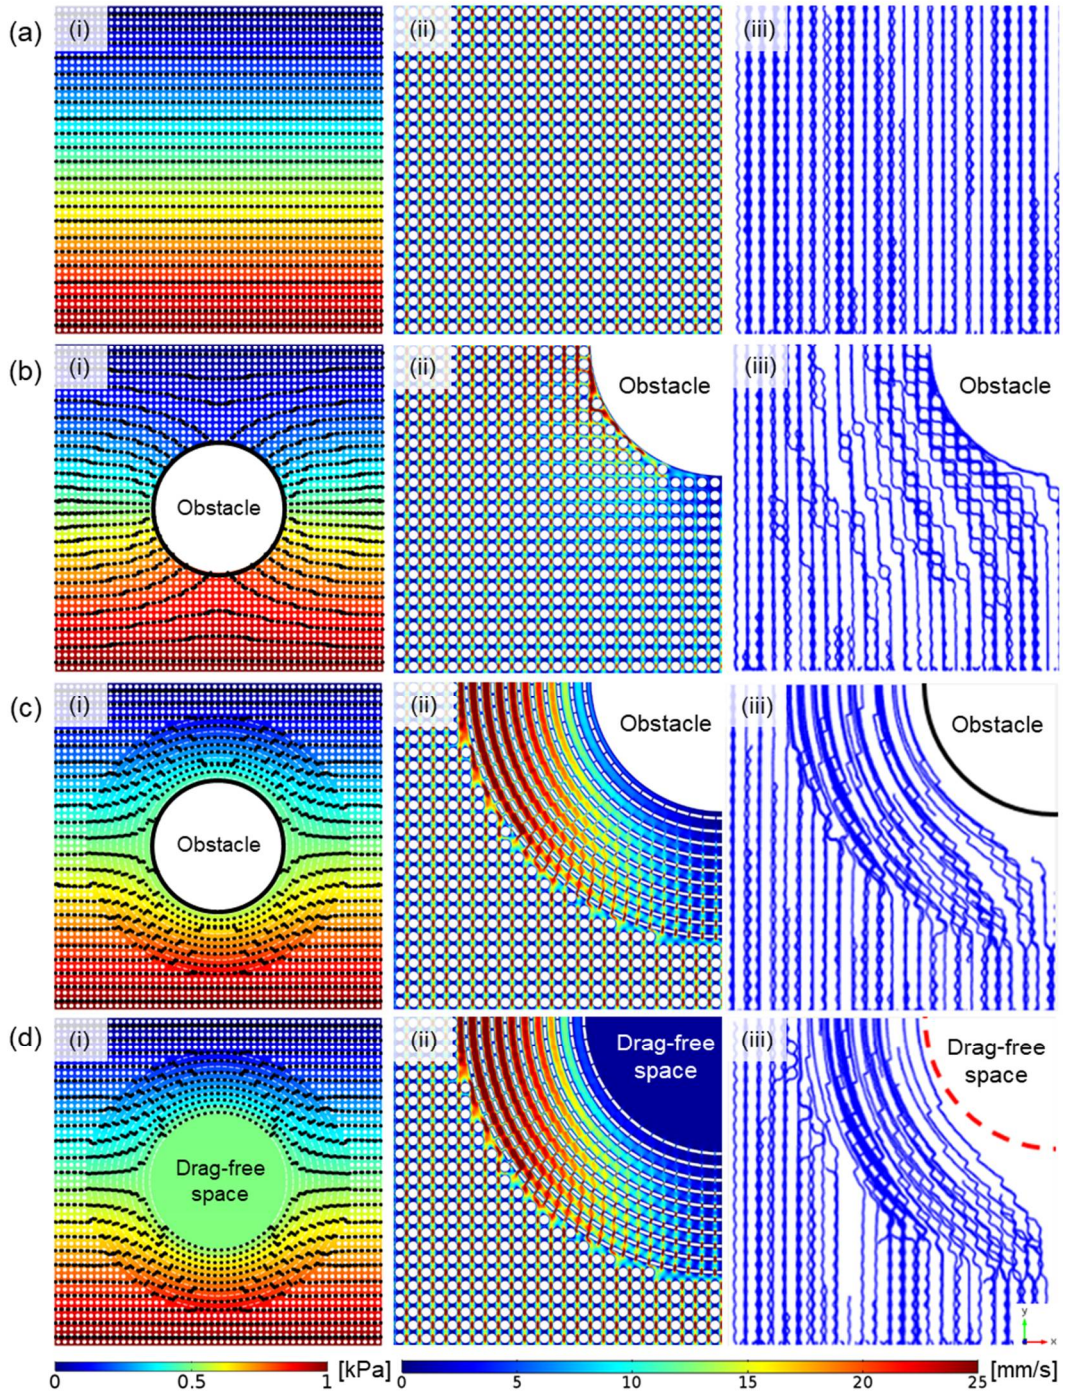 (a) (i) (ii) (iii)
(b) (i) (ii) (iii)
Obstacle Obstacle
Obstacle
(c) (i) (ii) (iii)
Obstacle Obstacle
Obstacle
(d) (i) (ii) (iii)
Drag-free Drag-free
space space
Drag-free
space
y
x
0 0.5 1 [kPa] 0 5 10 15 20 25 [mm/s]